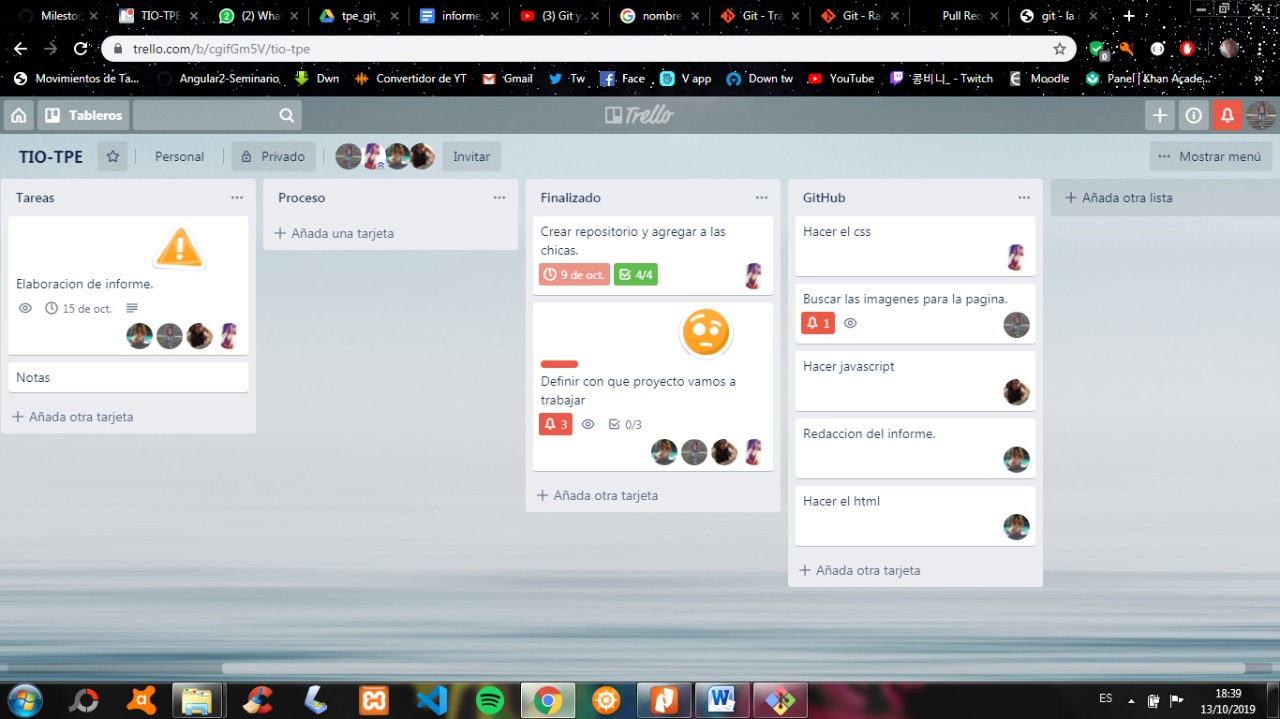 Milestor
TIO-TPE
(2) What
tpe_git_
informe_
(3) Git y
nombre
Git - Tra
Git - Ra
Pull Req
git - la g
trello.com/b/cgifGm5V/tio-tpe
0
Movimientos de Ta...
Angular2-Seminario_
Dwn
Convertidor de YT
Gmail
Tw
Face
V app
Down tw
YouTube
콩비니_ - Twitch
Moodle
Panel | Khan Acade...
»
Tableros
Trello
TIO-TPE
Personal
Privado
Invitar
Mostrar menú
Tareas
Elaboracion de informe.
15 de oct.
Notas
Añada otra tarjeta
Proceso
Añada una tarjeta
Finalizado
Crear repositorio y agregar a las
chicas.
9 de oct.
4/4
Definir con que proyecto vamos a
trabajar
3
0/3
Añada otra tarjeta
GitHub
Hacer el css
Buscar las imagenes para la pagina.
1
Hacer javascript
Redaccion del informe.
Hacer el html
Añada otra tarjeta
Añada otra lista
ES
18:39
13/10/2019